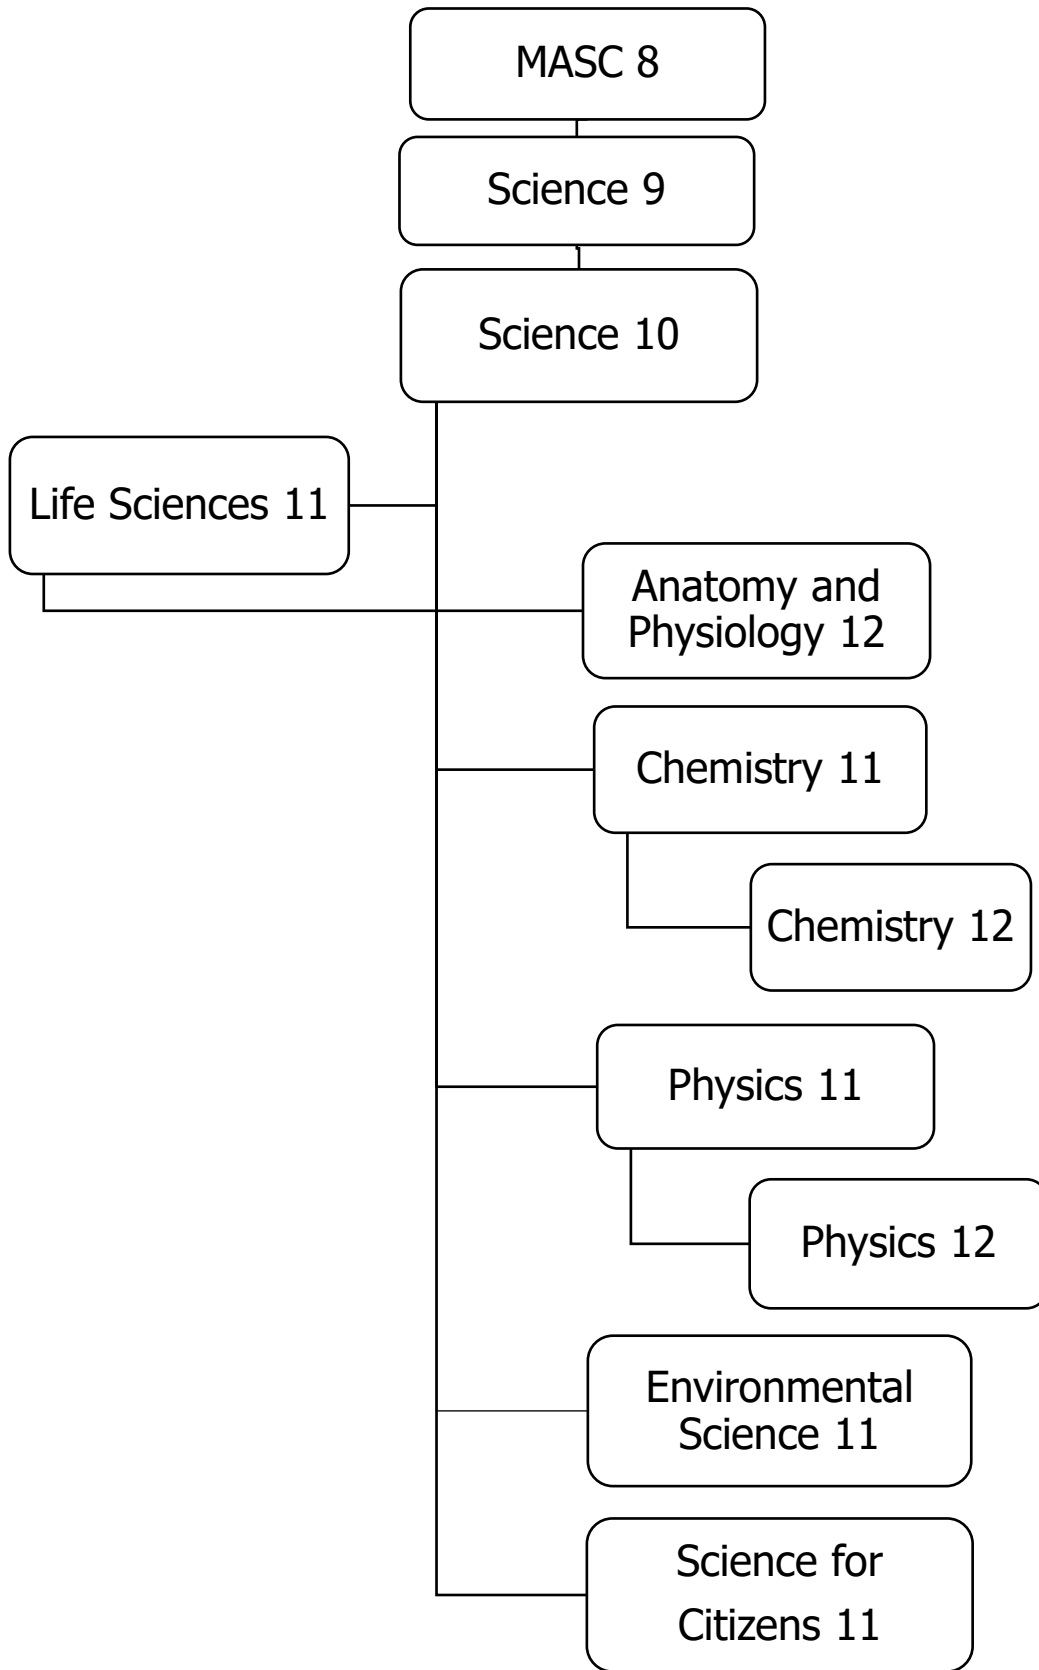 MASC 8
Science 9
Science 10
Life Sciences 11
Anatomy and
Physiology 12
Chemistry 11
Chemistry 12
Physics 11
Physics 12
Environmental
Science 11
Science for
Citizens 11